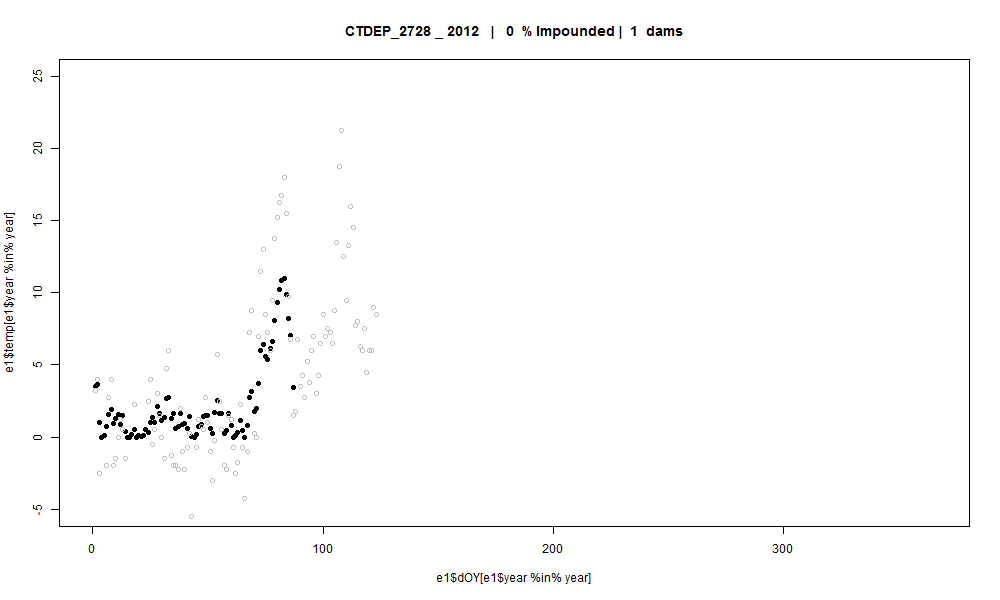 CTDEP_2728 _ 2012 | 0 % Impounded | 1 dams
e1$temp[e1$year %in% year]
25
20
15
10
5
0
-5
0 100 200 300
e1$dOY[e1$year %in% year]